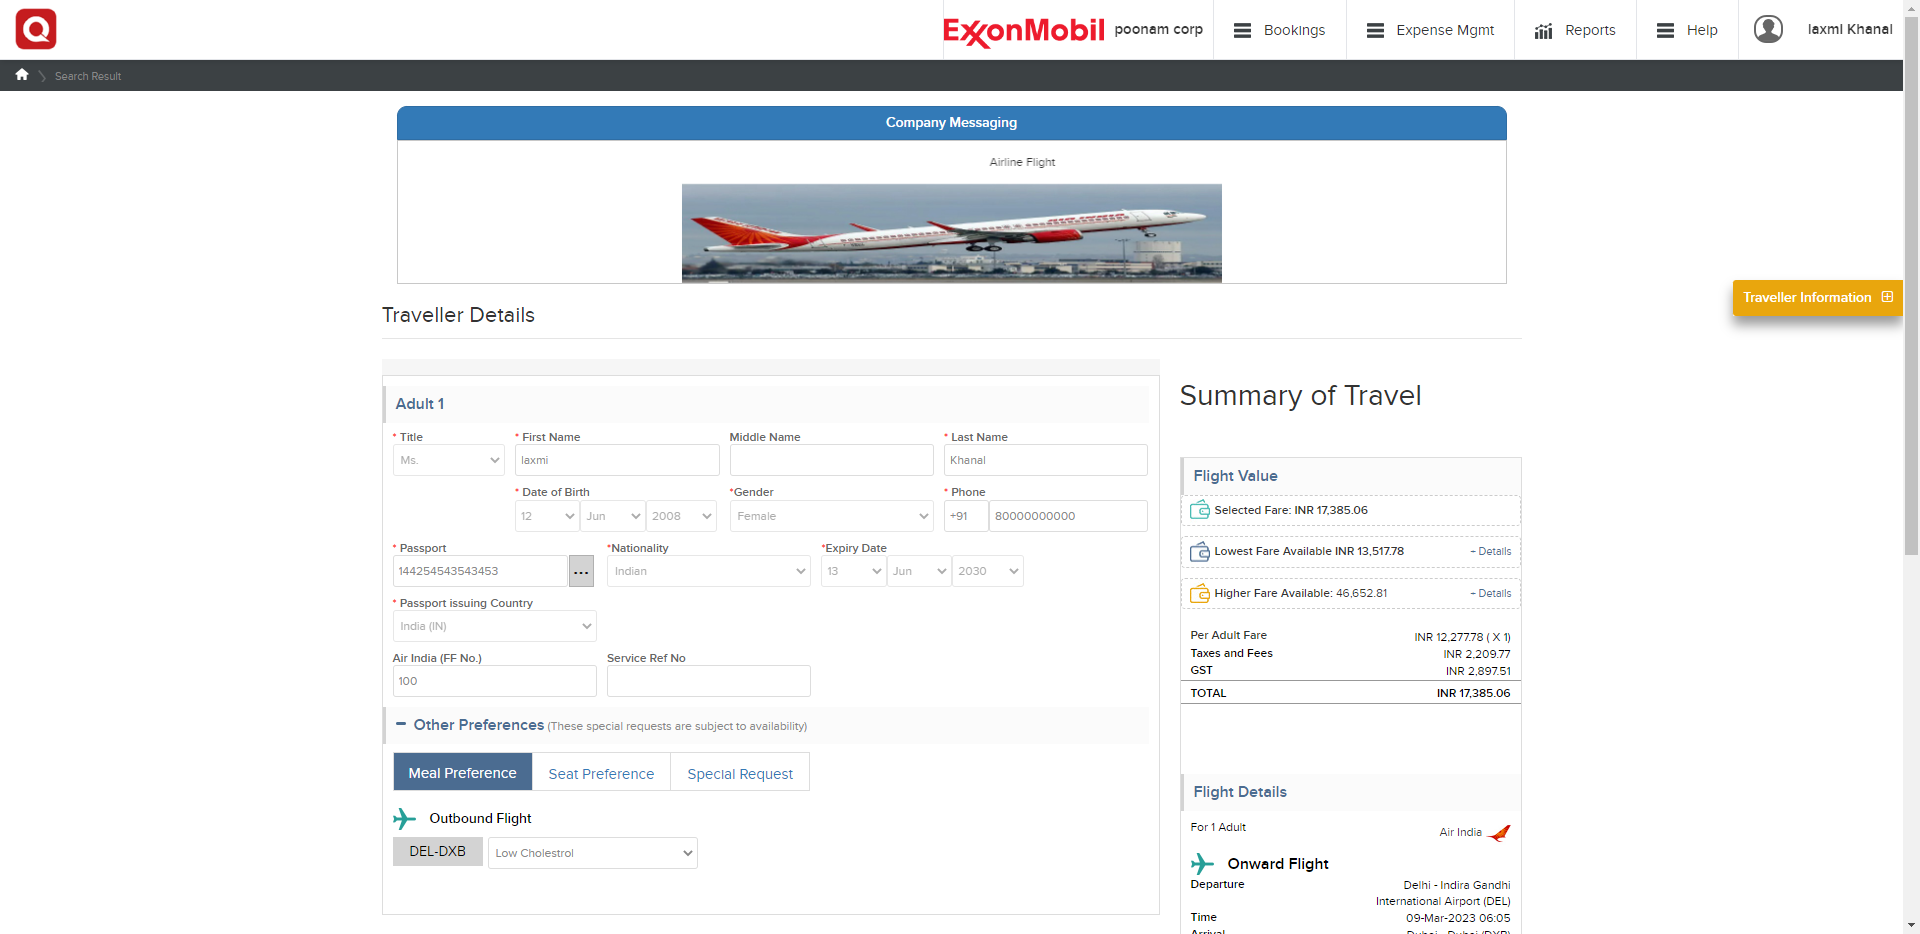 ExxonMobil poonam corp Bookings Expense Mgmt Reports Help laxmI Khanal
Search Result
Company Messaging
Airline Flight
AIR INDIA
Traveller Information
Traveller Details
Adult 1
* Title * First Name Middle Name * Last Name
Ms. laxmi Khanal
* Date of Birth *Gender * Phone
12 Jun 2008 Female +91 80000000000
* Passport *Nationality *Expiry Date
144254543543453 ... Indian 13 Jun 2030
* Passport issuing Country
India (IN)
Air India (FF No.) Service Ref No
100
Other Preferences (These special requests are subject to availability)
Meal Preference Seat Preference Special Request
Outbound Flight
DEL-DXB Low Cholestrol
Summary of Travel
Flight Value
Selected Fare: INR 17,385.06
Lowest Fare Available INR 13,517.78 + Details
Higher Fare Available: 46,652.81 + Details
Per Adult Fare INR 12,277.78 ( X 1)
Taxes and Fees INR 2,209.77
GST INR 2,897.51
TOTAL INR 17,385.06
Flight Details
For 1 Adult Air India
Onward Flight
Departure Delhi - Indira Gandhi
International Airport (DEL)
Time 09-Mar-2023 06:05
Arrival Dubai - Dubai (DXB)